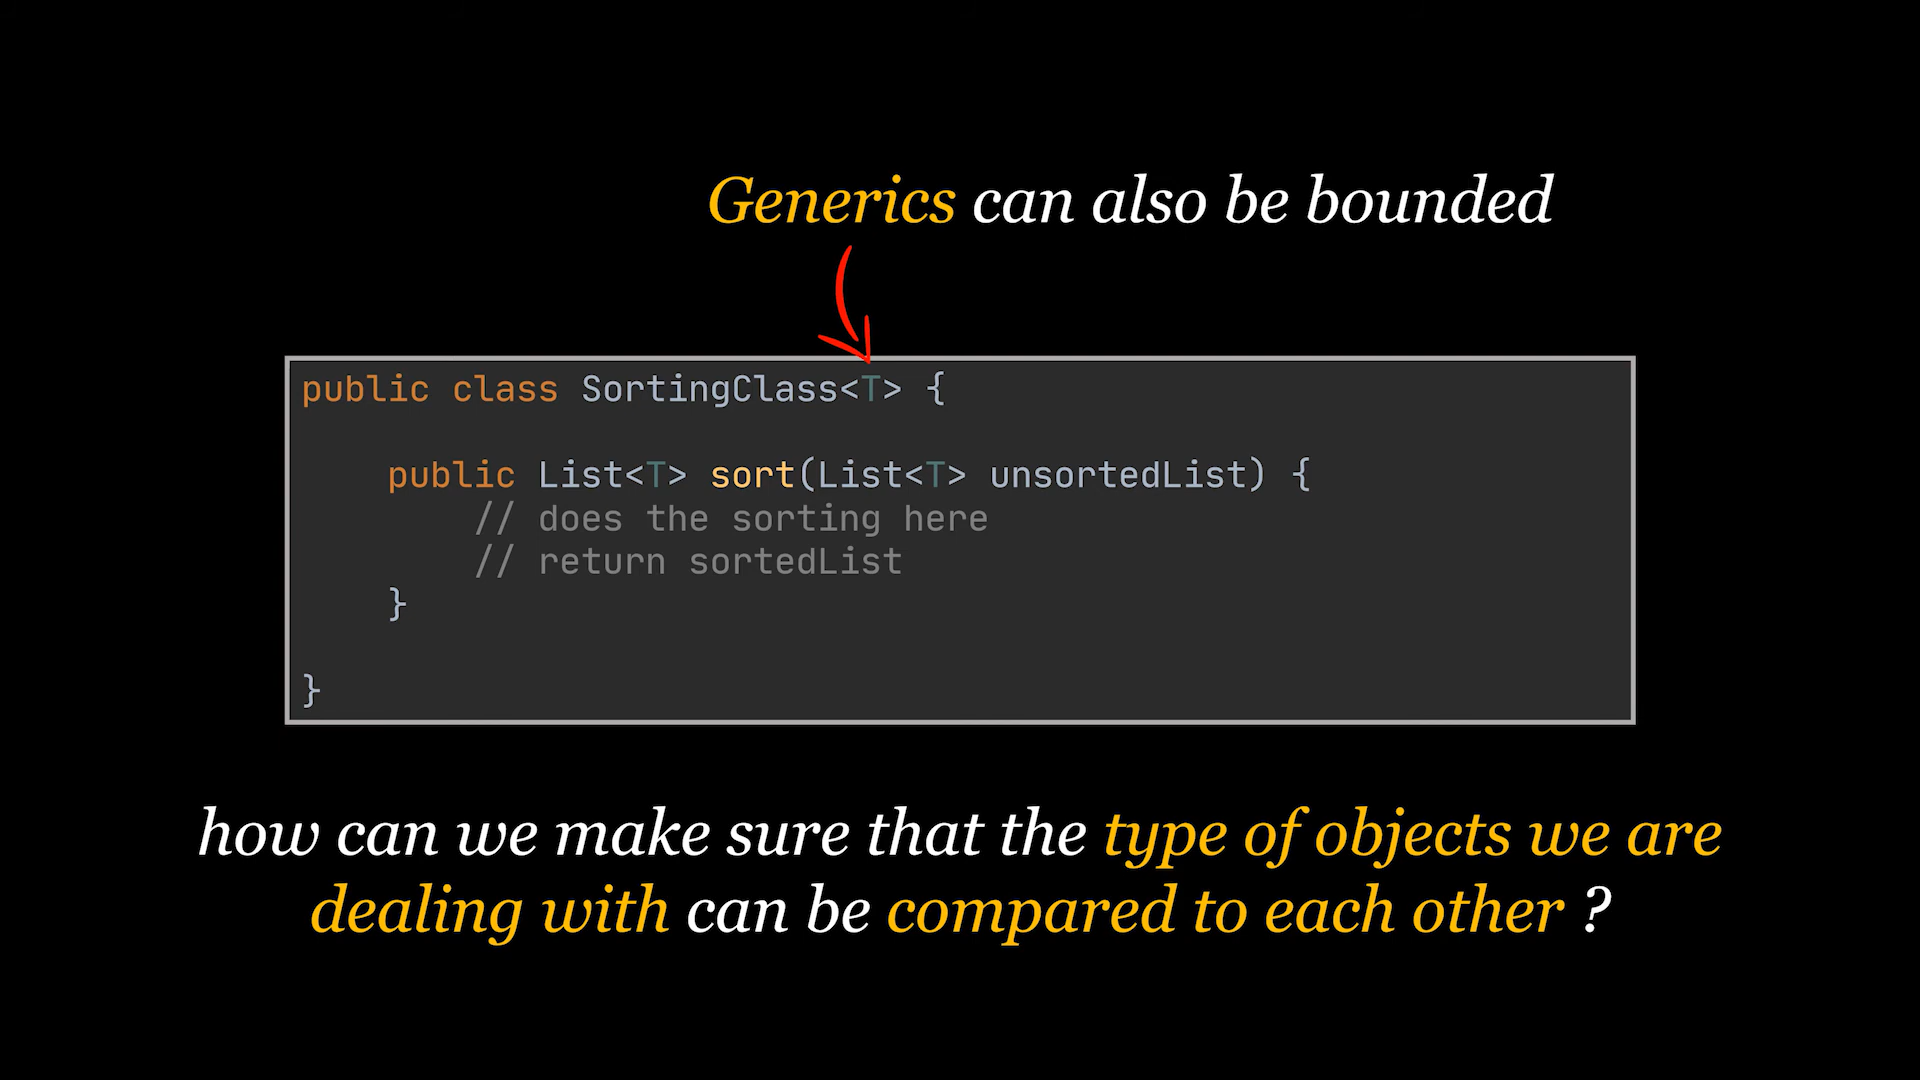 Generics can also be bounded
public class SortingClass<T> {
public List<T> sort(List<T> unsortedList) {
// does the sorting here
// return sortedList
}
}
how can we make sure that the type of objects we are
dealing with can be compared to each other ?